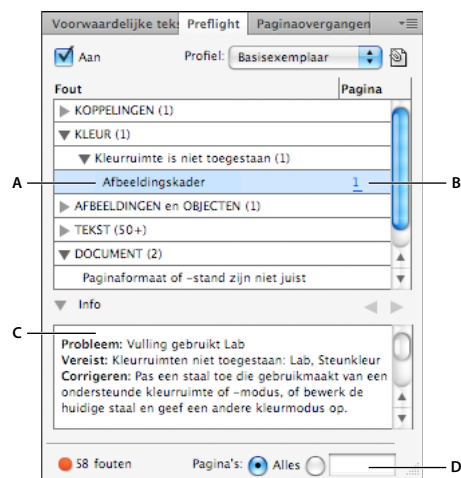 Voorwaardelijke teks Preflight Paginaovergangen
Aan Profiel: Basisexemplaar
Fout Pagina
KOPPELINGEN (1)
KLEUR (1)
Kleurruimte is niet toegestaan (1)
A Afbeeldingskader 1 B
AFBEELDINGEN en OBJECTEN (1)
TEKST (50+)
DOCUMENT (2)
Paginaformaat of -stand zijn niet juist
Info
C
Probleem: Vulling gebruikt Lab
Vereist: Kleurruimten niet toegestaan: Lab, Steunkleur
Corrigeren: Pas een staal toe die gebruikmaakt van een
ondersteunde kleurruimte of -modus, of bewerk de
huidige staal en geef een andere kleurmodus op.
58 fouten Pagina's: Alles D